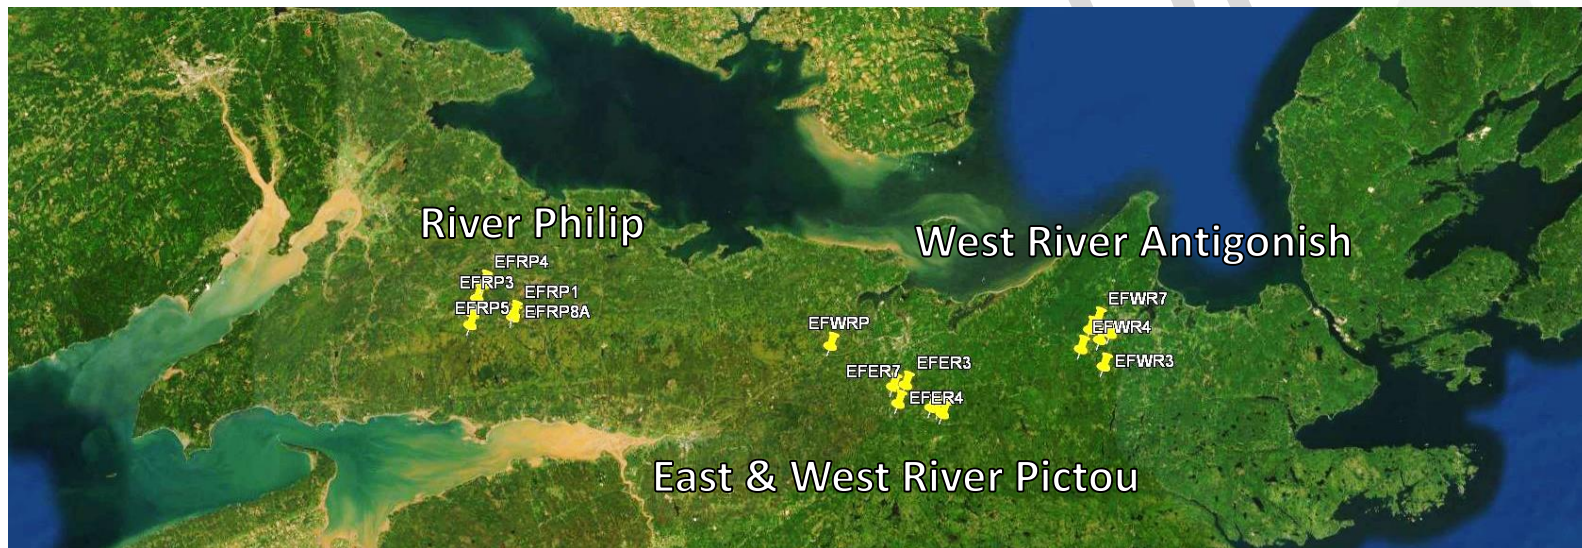 River Philip
West River Antigonish
EFRP4
EFRP3
EFRP1
EFRP5
EFRP8A
EFWR7
EFWR4
EFWR3
EFWRP
EFER3
EFER7
EFER4
East & West River Pictou